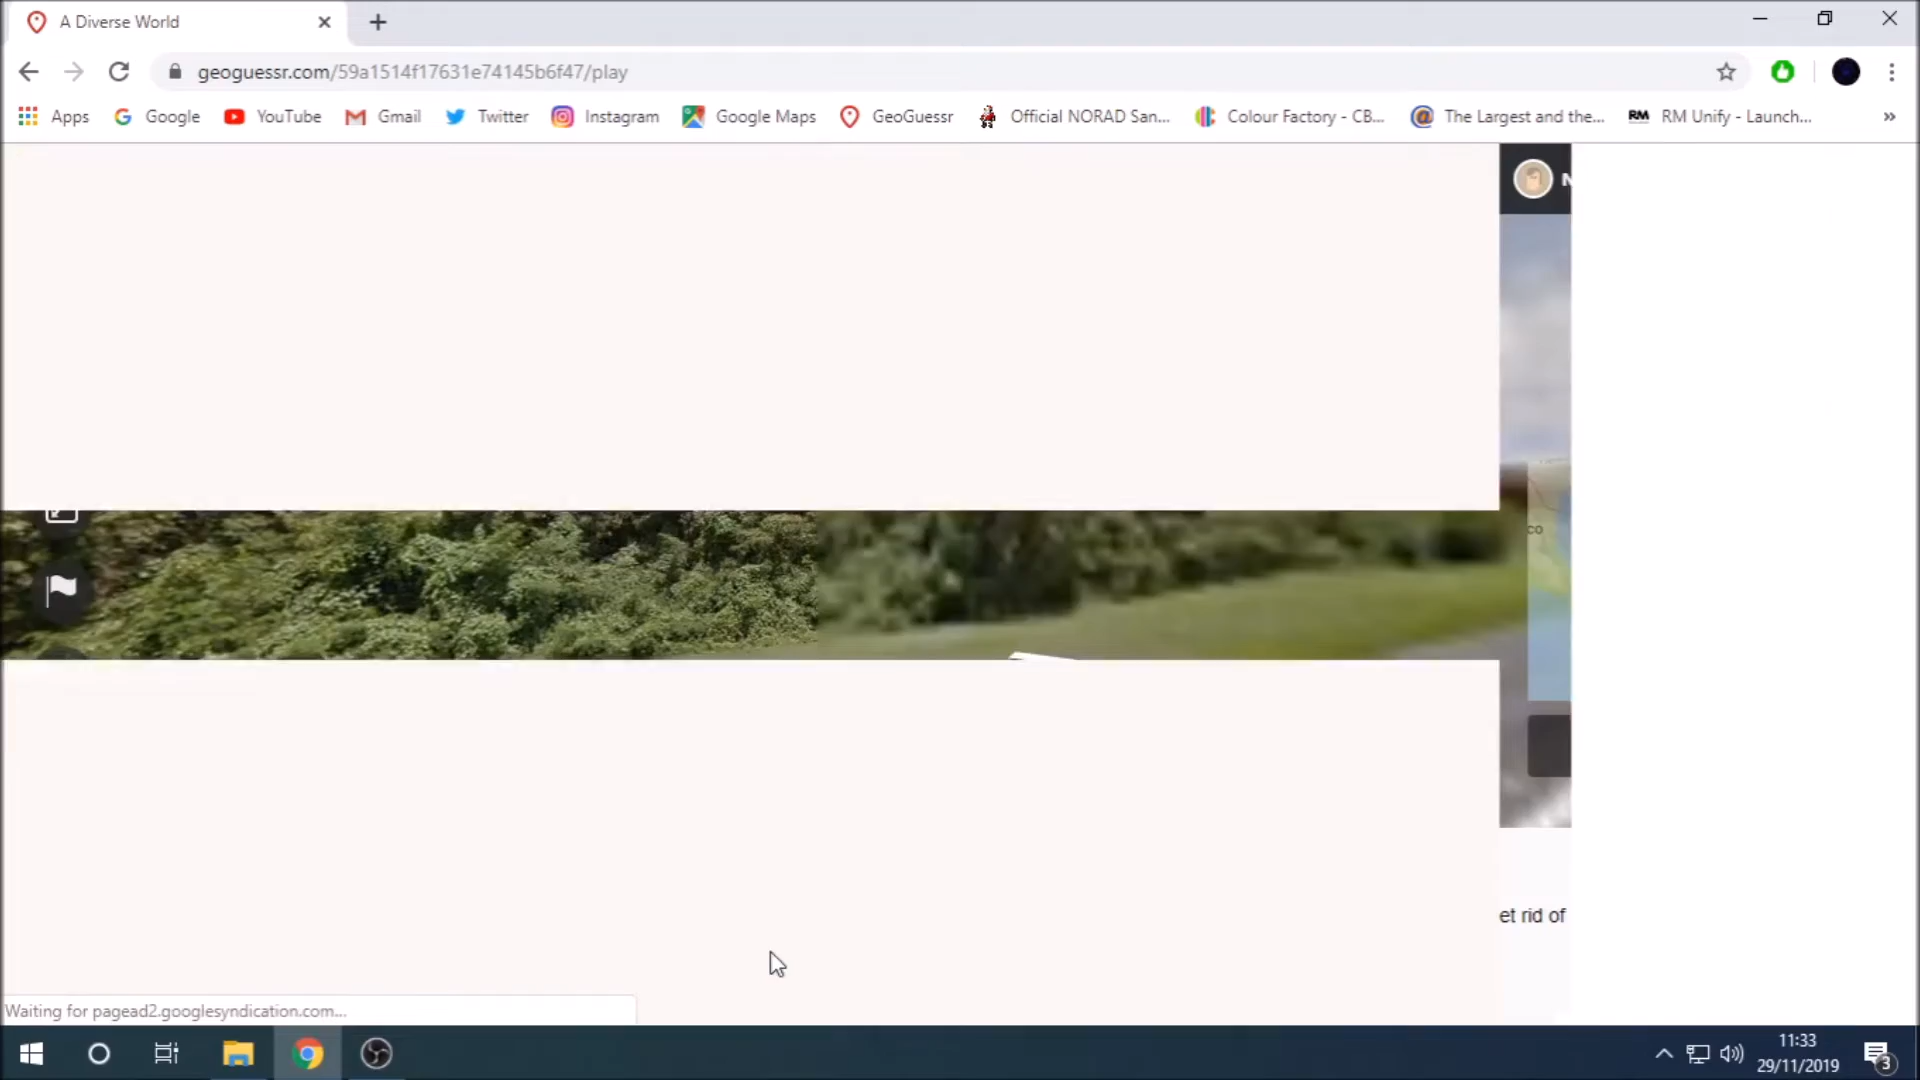 A Diverse World
geoguessr.com/59a1514f17631e74145b6f47/play
Apps
Google
YouTube
Gmail
Twitter
Instagram
Google Maps
GeoGuessr
Official NORAD San...
Colour Factory - CB...
The Largest and the...
RM Unify - Launch...
N
co
et rid of
Waiting for pagead2.googlesyndication.com...
11:33
29/11/2019
3